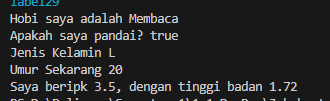 label29
Hobi saya adalah Membaca
Apakah saya pandai? true
Jenis Kelamin L
Umur Sekarang 20
Saya beripk 3.5, dengan tinggi badan 1.72